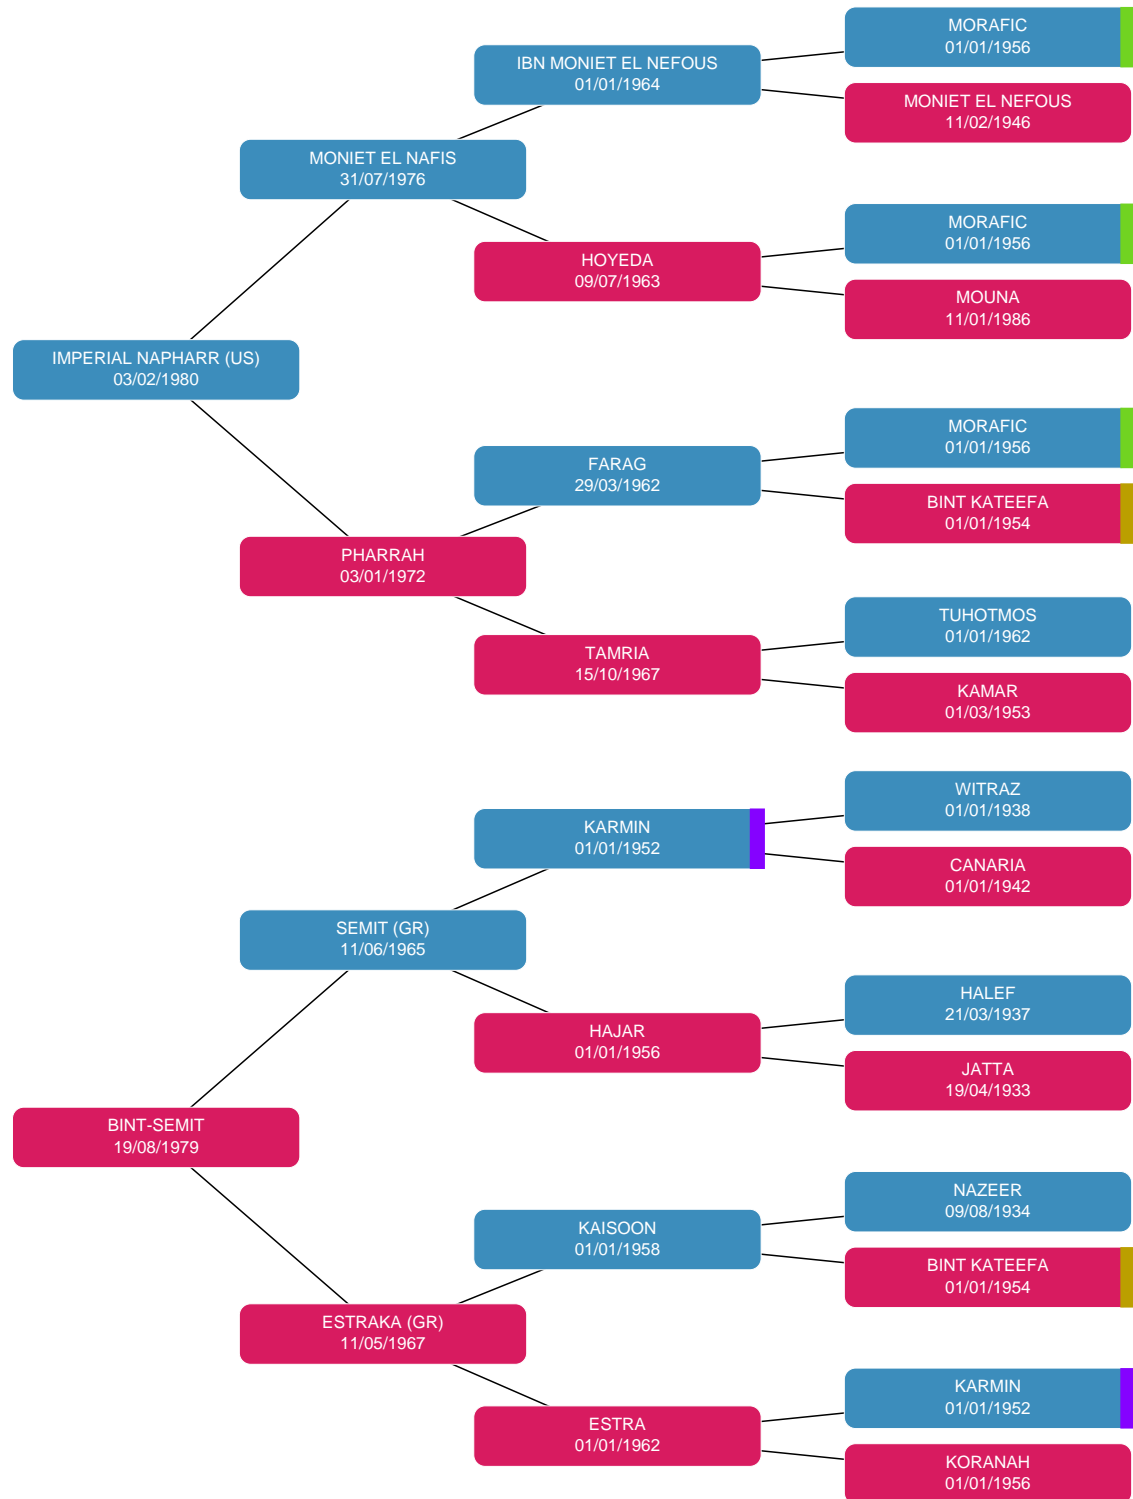 MORAFIC
01/01/1956
IBN MONIET EL NEFOUS
01/01/1964
MONIET EL NEFOUS
11/02/1946
MONIET EL NAFIS
31/07/1976
MORAFIC
01/01/1956
HOYEDA
09/07/1963
MOUNA
11/01/1986
IMPERIAL NAPHARR (US)
03/02/1980
MORAFIC
01/01/1956
FARAG
29/03/1962
BINT KATEEFA
01/01/1954
PHARRAH
03/01/1972
TUHOTMOS
01/01/1962
TAMRIA
15/10/1967
KAMAR
01/03/1953
WITRAZ
01/01/1938
KARMIN
01/01/1952
CANARIA
01/01/1942
SEMIT (GR)
11/06/1965
HALEF
21/03/1937
HAJAR
01/01/1956
JATTA
19/04/1933
BINT-SEMIT
19/08/1979
NAZEER
09/08/1934
KAISOON
01/01/1958
BINT KATEEFA
01/01/1954
ESTRAKA (GR)
11/05/1967
KARMIN
01/01/1952
ESTRA
01/01/1962
KORANAH
01/01/1956